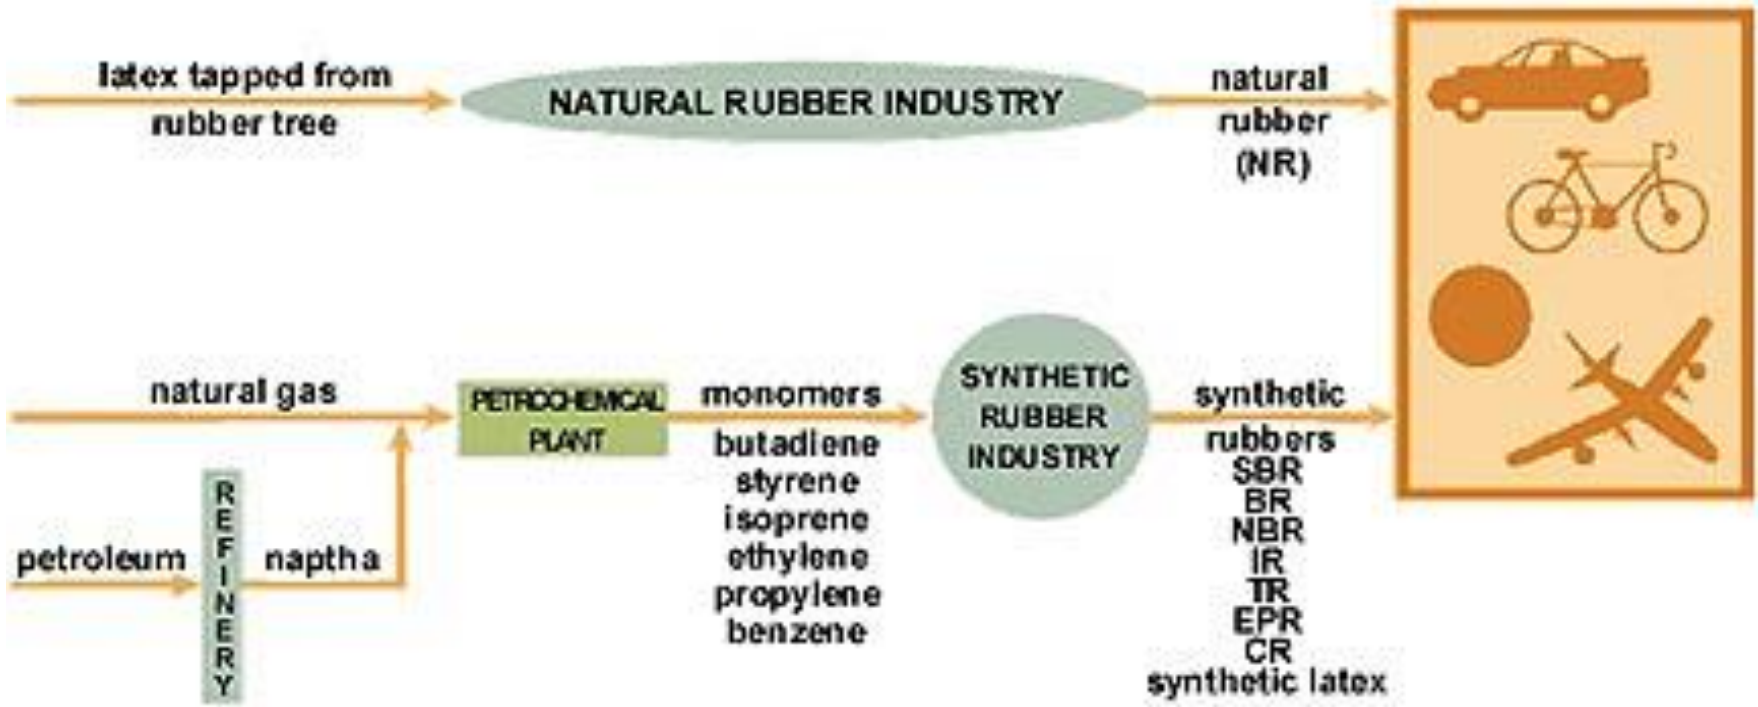 latex tapped from
rubber tree
NATURAL RUBBER INDUSTRY
natural
rubber
(NR)
natural gas
PETROCHEMICAL
PLANT
monomers
butadiene
styrene
isoprene
ethylene
propylene
benzene
SYNTHETIC
RUBBER
INDUSTRY
synthetic
rubbers
SBR
BR
NBR
IR
TR
EPR
CR
synthetic latex
petroleum
REFINERY
naptha